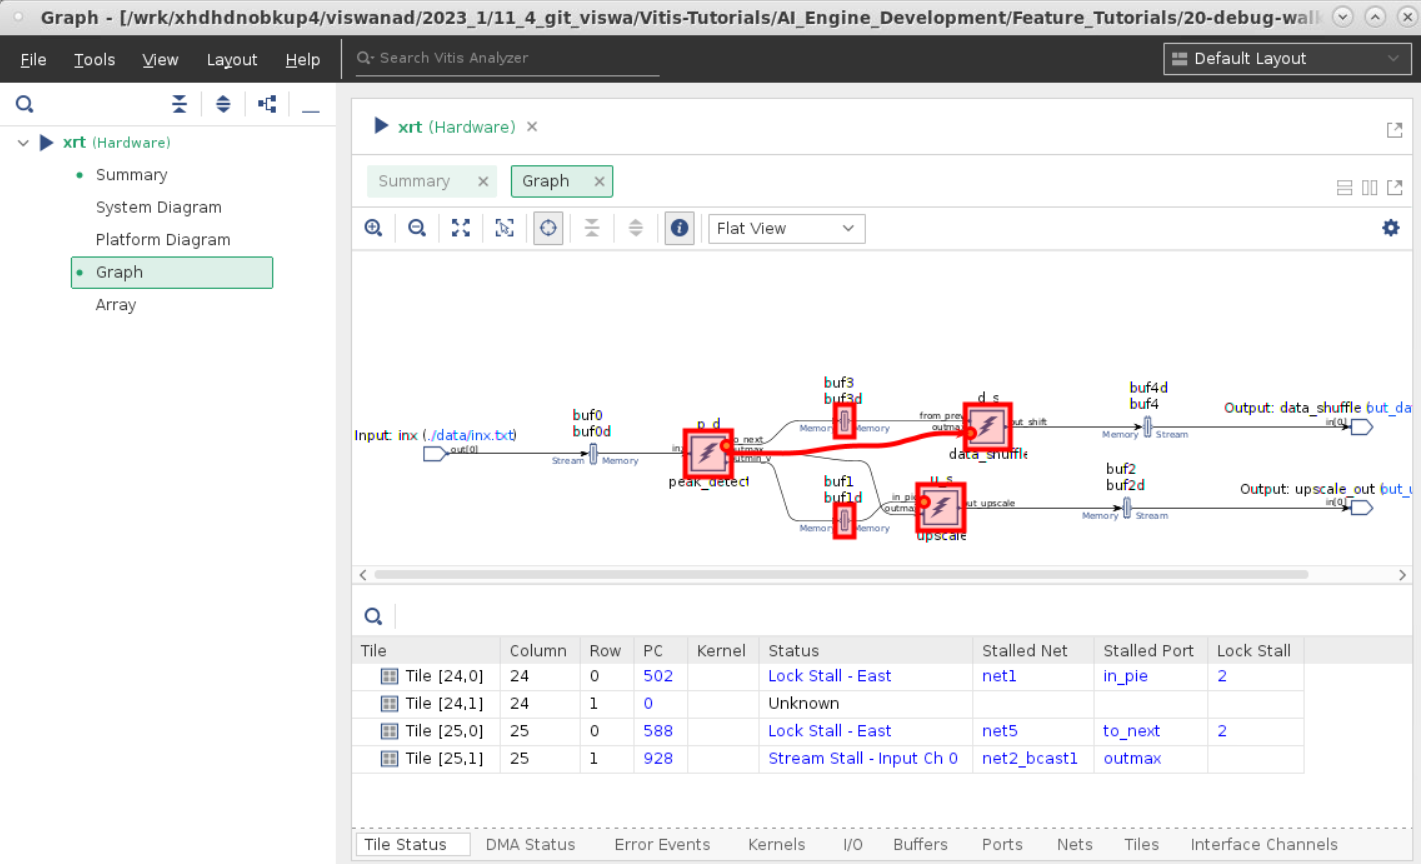 Graph - [/wrk/xhdhdnobkup4/viswanad/2023_1/11_4_git_viswa/Vitis-Tutorials/AI_Engine_Development/Feature_Tutorials/20-debug-walk
File Tools View Layout Help
Search Vitis Analyzer
Default Layout
xrt (Hardware)
Summary
System Diagram
Platform Diagram
Graph
Array
xrt (Hardware)
Summary Graph
Flat View
buf3
buf3d
Memory Memory
d_s
from_prev
outmax
out_shift
data_shuffle
buf4d
buf4
Memory Stream
Output: data_shuffle (out_da
in[0]
Input: inx (./data/inx.txt)
out[0]
buf0
buf0d
Stream Memory
p_d
in
to_next
outmax
outmin_v
peak_detect
buf1
buf1d
Memory Memory
u_s
in_pie
outmax
out_upscale
upscale
buf2
buf2d
Memory Stream
Output: upscale_out (out_u
in[0]
Tile Column Row PC Kernel Status Stalled Net Stalled Port Lock Stall
Tile [24,0] 24 0 502 Lock Stall - East net1 in_pie 2
Tile [24,1] 24 1 0 Unknown
Tile [25,0] 25 0 588 Lock Stall - East net5 to_next 2
Tile [25,1] 25 1 928 Stream Stall - Input Ch 0 net2_bcast1 outmax
Tile Status DMA Status Error Events Kernels I/O Buffers Ports Nets Tiles Interface Channels